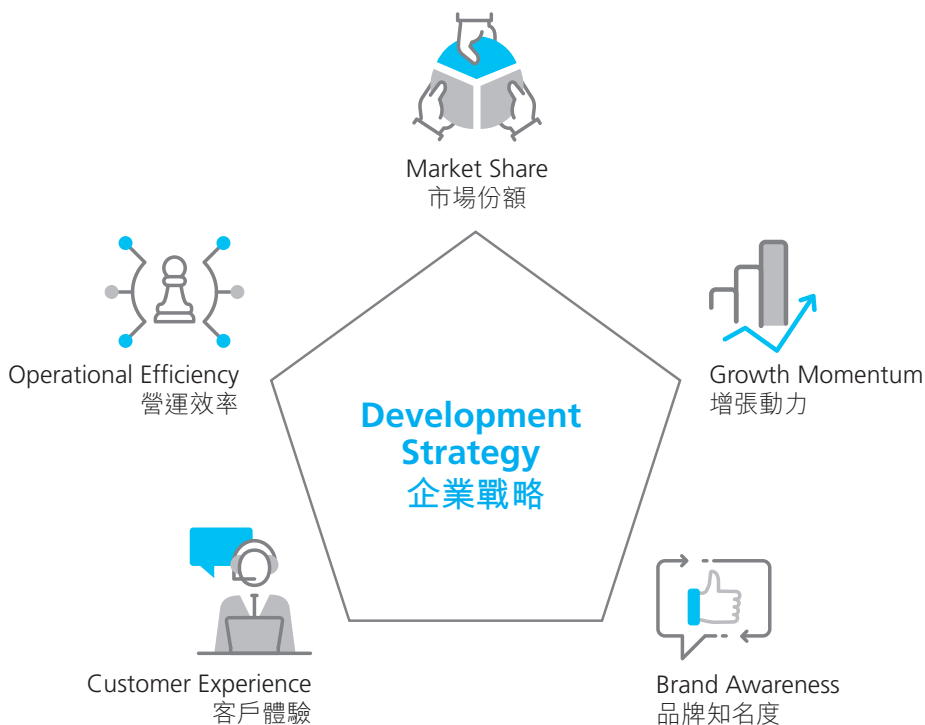 Market Share
市場份額
Operational Efficiency
營運效率
Growth Momentum
增張動力
Development
Strategy
企業戰略
Customer Experience
客戶體驗
Brand Awareness
品牌知名度